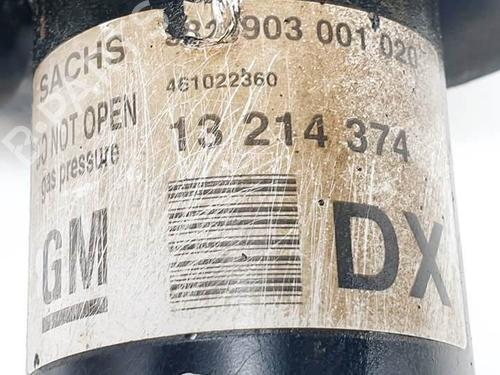 SACHS 903 001 020
461022360
DO NOT OPEN
gas pressure
13 214 374
GM
DX